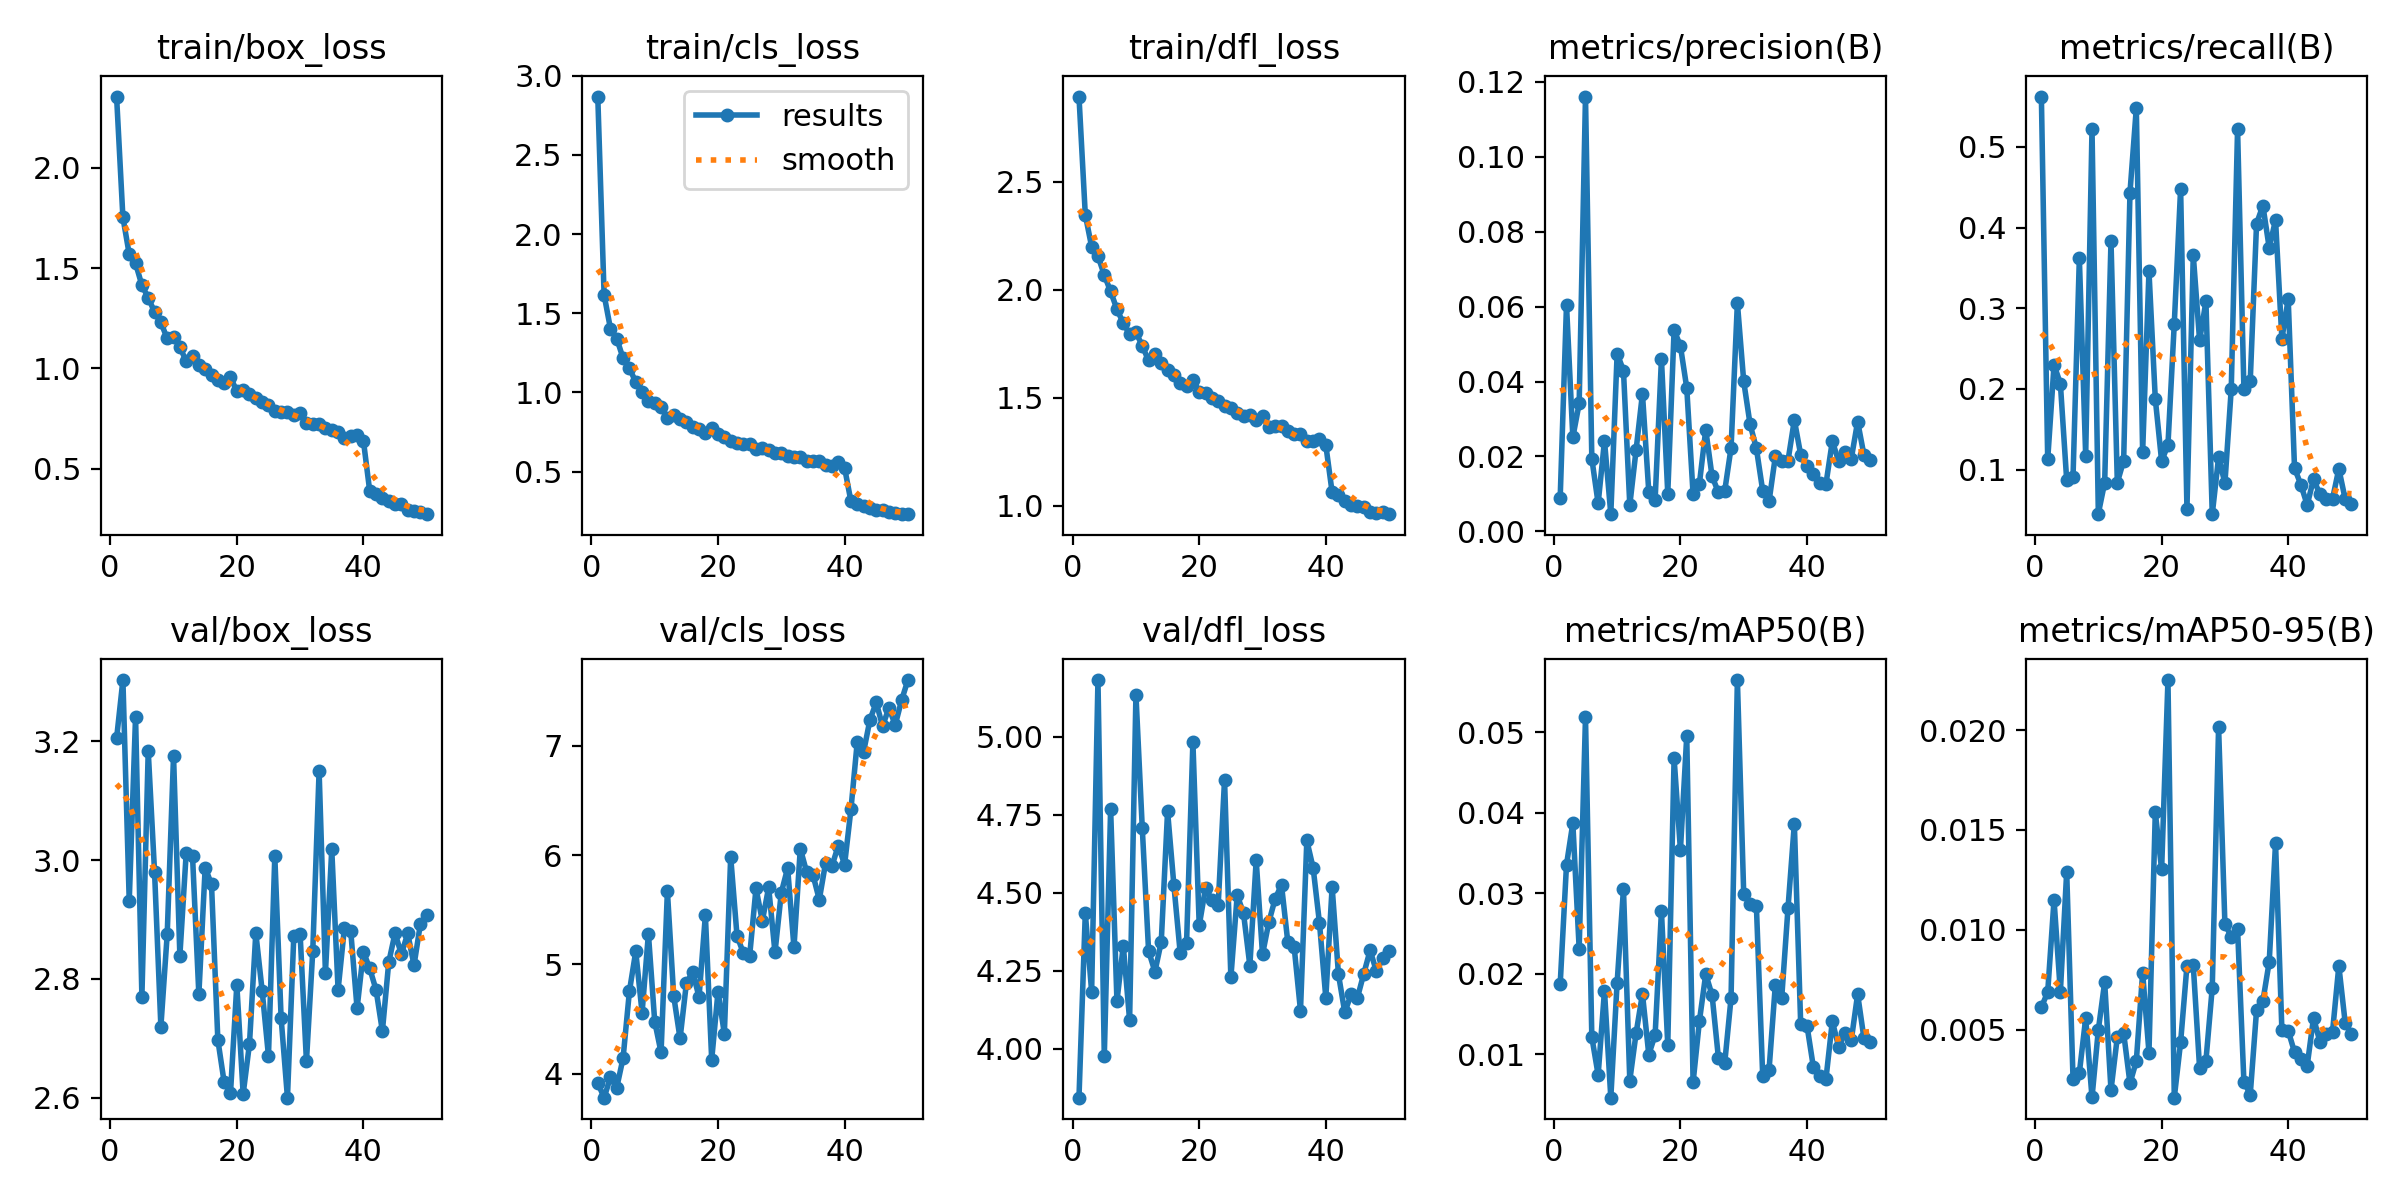 train/box_loss
2.0
1.5
1.0
0.5
0 20 40
train/cls_loss
3.0
2.5
2.0
1.5
1.0
0.5
results
smooth
0 20 40
train/dfl_loss
2.5
2.0
1.5
1.0
0 20 40
metrics/precision(B)
0.12
0.10
0.08
0.06
0.04
0.02
0.00
0 20 40
metrics/recall(B)
0.5
0.4
0.3
0.2
0.1
0 20 40
val/box_loss
3.2
3.0
2.8
2.6
0 20 40
val/cls_loss
7
6
5
4
0 20 40
val/dfl_loss
5.00
4.75
4.50
4.25
4.00
0 20 40
metrics/mAP50(B)
0.05
0.04
0.03
0.02
0.01
0 20 40
metrics/mAP50-95(B)
0.020
0.015
0.010
0.005
0 20 40